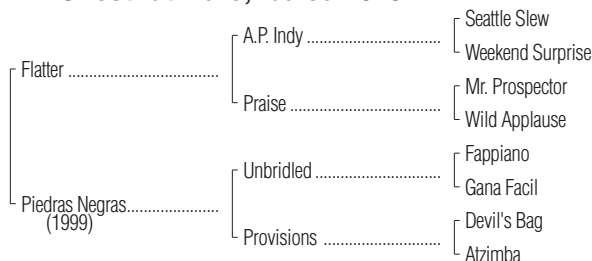 Seattle Slew
A.P. Indy
Weekend Surprise
Flatter
Mr. Prospector
Praise
Wild Applause
Fappiano
Unbridled
Gana Facil
Piedras Negras
(1999)
Devil's Bag
Provisions
Atzimba